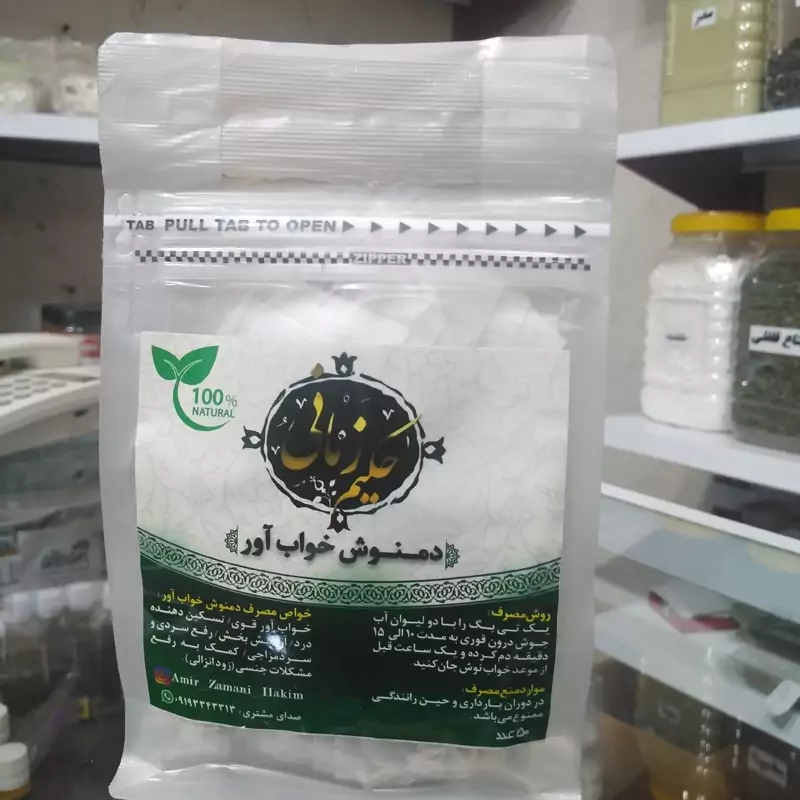 TAB PULL TAB TO OPEN
ZIPPER
100%
NATURAL
حکیم زمانی
دمنوش خواب آور
روش مصرف:
یک تی بگ را با دو لیوان آب
جوش درون قوری به مدت ۱۰ الی ۱۵
دقیقه دم کرده و یک ساعت قبل
از موعد خواب نوش جان کنید
موارد منع مصرف:
در دوران بارداری و حین رانندگی
ممنوع می باشد.
۵۰ عدد
خواص مصرف دمنوش خواب آور:
خواب آور قوی/ تسکین دهنده
درد/ بخش/ رفع سردی و
سردمزاجی/ کمک به رفع
مشکلات جنسی (زودانزالی)
Amir_Zamani_Hakim
صدای مشتری: ۰۹۱۹۳۳۴۳۳۱۳